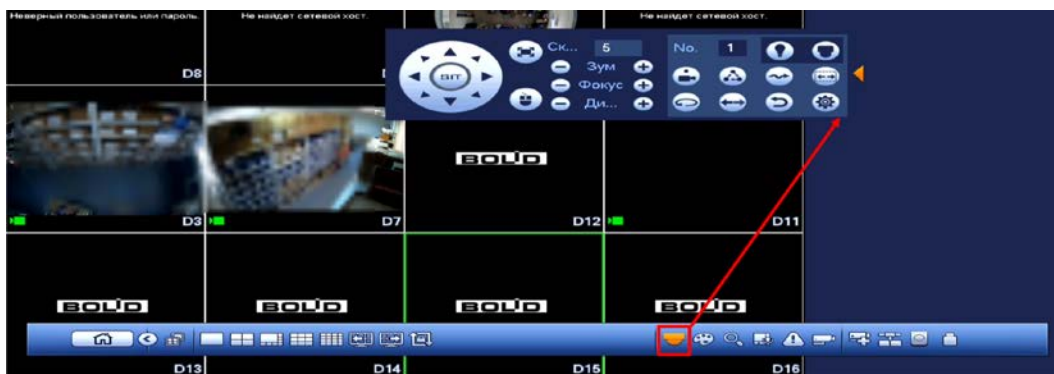 Неверный пользователь или пароль.
Не найдет сетевой хост.
Не найдет сетевой хост.
D8
Ск... 5
Зум
Фокус
Ди...
SIT
No. 1
BOLID
D3
D7
D12
D11
BOLID
BOLID
BOLID
BOLID
D13
D14
D15
D16